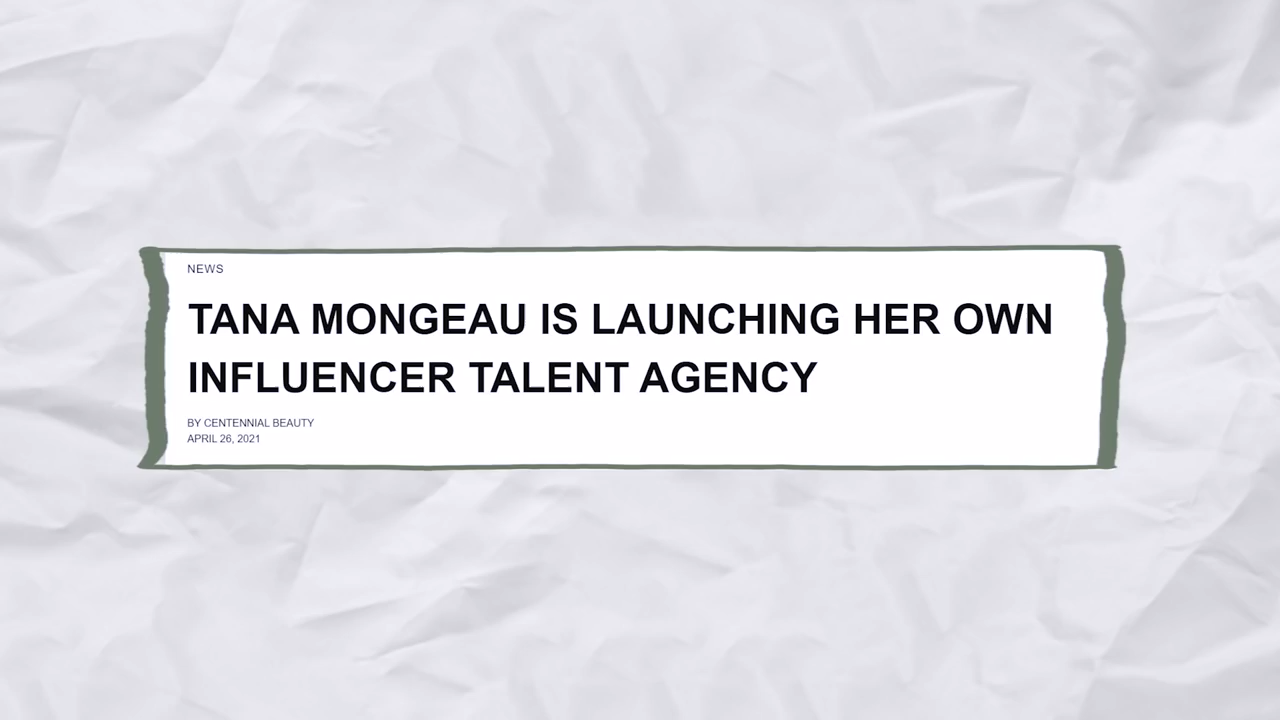 NEWS
TANA MONGEAU IS LAUNCHING HER OWN
INFLUENCER TALENT AGENCY
BY CENTENNIAL BEAUTY
APRIL 26, 2021